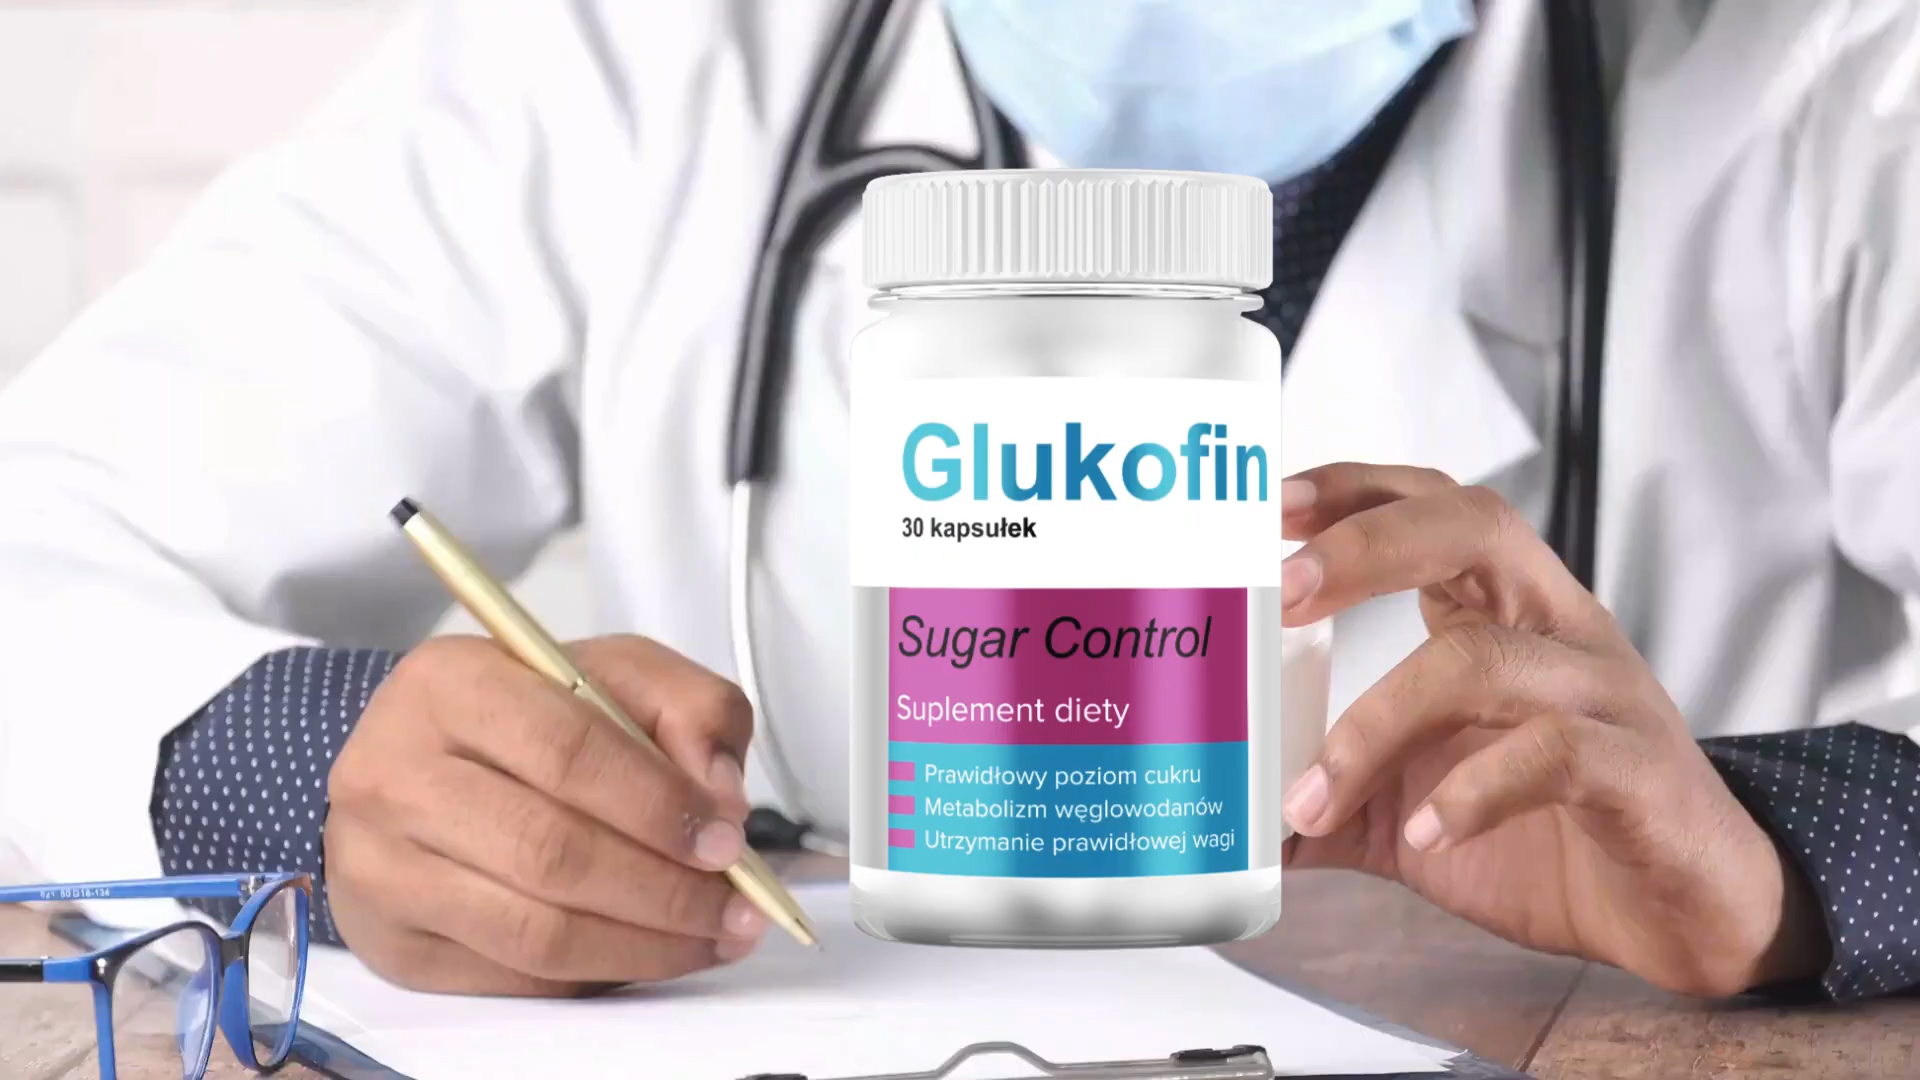 Glukofin
30 kapsułek
Sugar Control
Suplement diety
Prawidłowy poziom cukru
Metabolizm węglowodanów
Utrzymanie prawidłowej wagi